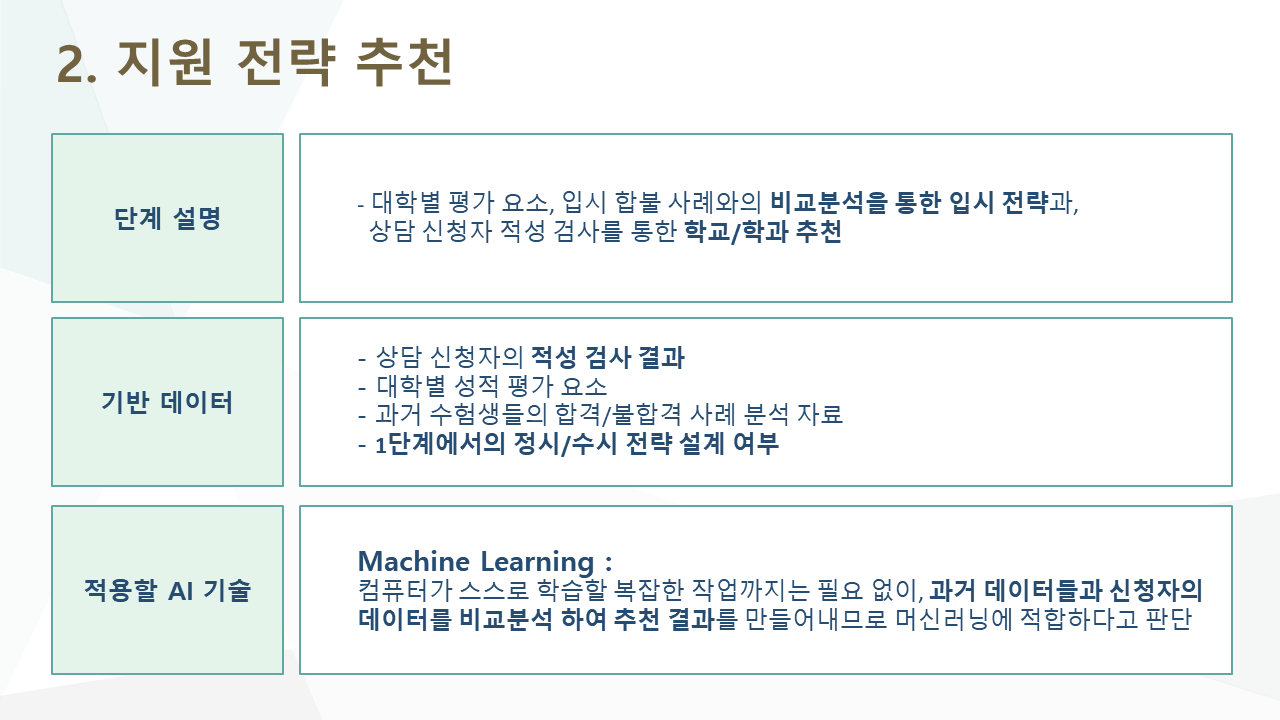 2. 지원 전략 추천
단계 설명
- 대학별 평가 요소, 입시 합불 사례와의 비교분석을 통한 입시 전략과,
상담 신청자 적성 검사를 통한 학교/학과 추천
기반 데이터
- 상담 신청자의 적성 검사 결과
- 대학별 성적 평가 요소
- 과거 수험생들의 합격/불합격 사례 분석 자료
- 1단계에서의 정시/수시 전략 설계 여부
적용할 AI 기술
Machine Learning :
컴퓨터가 스스로 학습할 복잡한 작업까지는 필요 없이, 과거 데이터들과 신청자의
데이터를 비교분석 하여 추천 결과를 만들어내므로 머신러닝에 적합하다고 판단